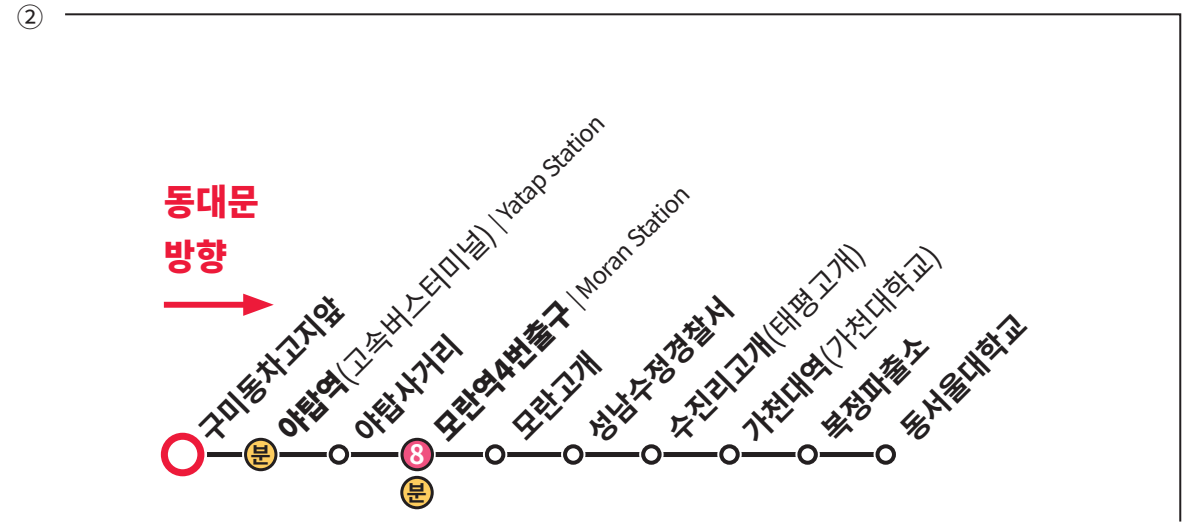 ②
동대문
방향
구미동차고지앞
야탑역(고속버스터미널) | Yatap Station
야탑사거리
모란역4번출구 | Moran Station
모란고개
성남수정경찰서
수진리고개(태평고개)
가천대역(가천대학교)
복정파출소
동서울대학교
분
8
분